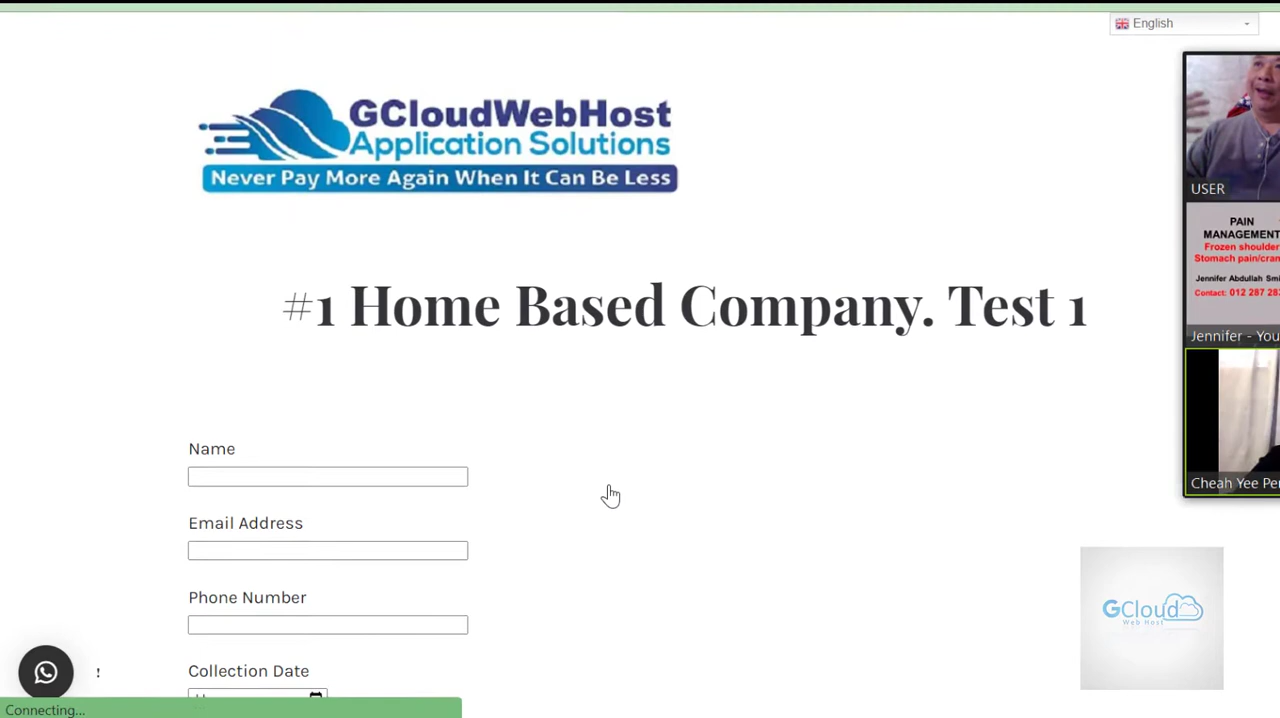 English
GCloudWebHost
Application Solutions
Never Pay More Again When It Can Be Less
USER
PAIN
MANAGEMENT
Frozen shoulder
Stomach pain/cram
Jennifer Abdullah Smi
Contact: 012 287 28
Jennifer - You
#1 Home Based Company. Test 1
Name
Email Address
Cheah Yee Pe
Phone Number
GCloud
Web Host
Collection Date
!
Connecting...